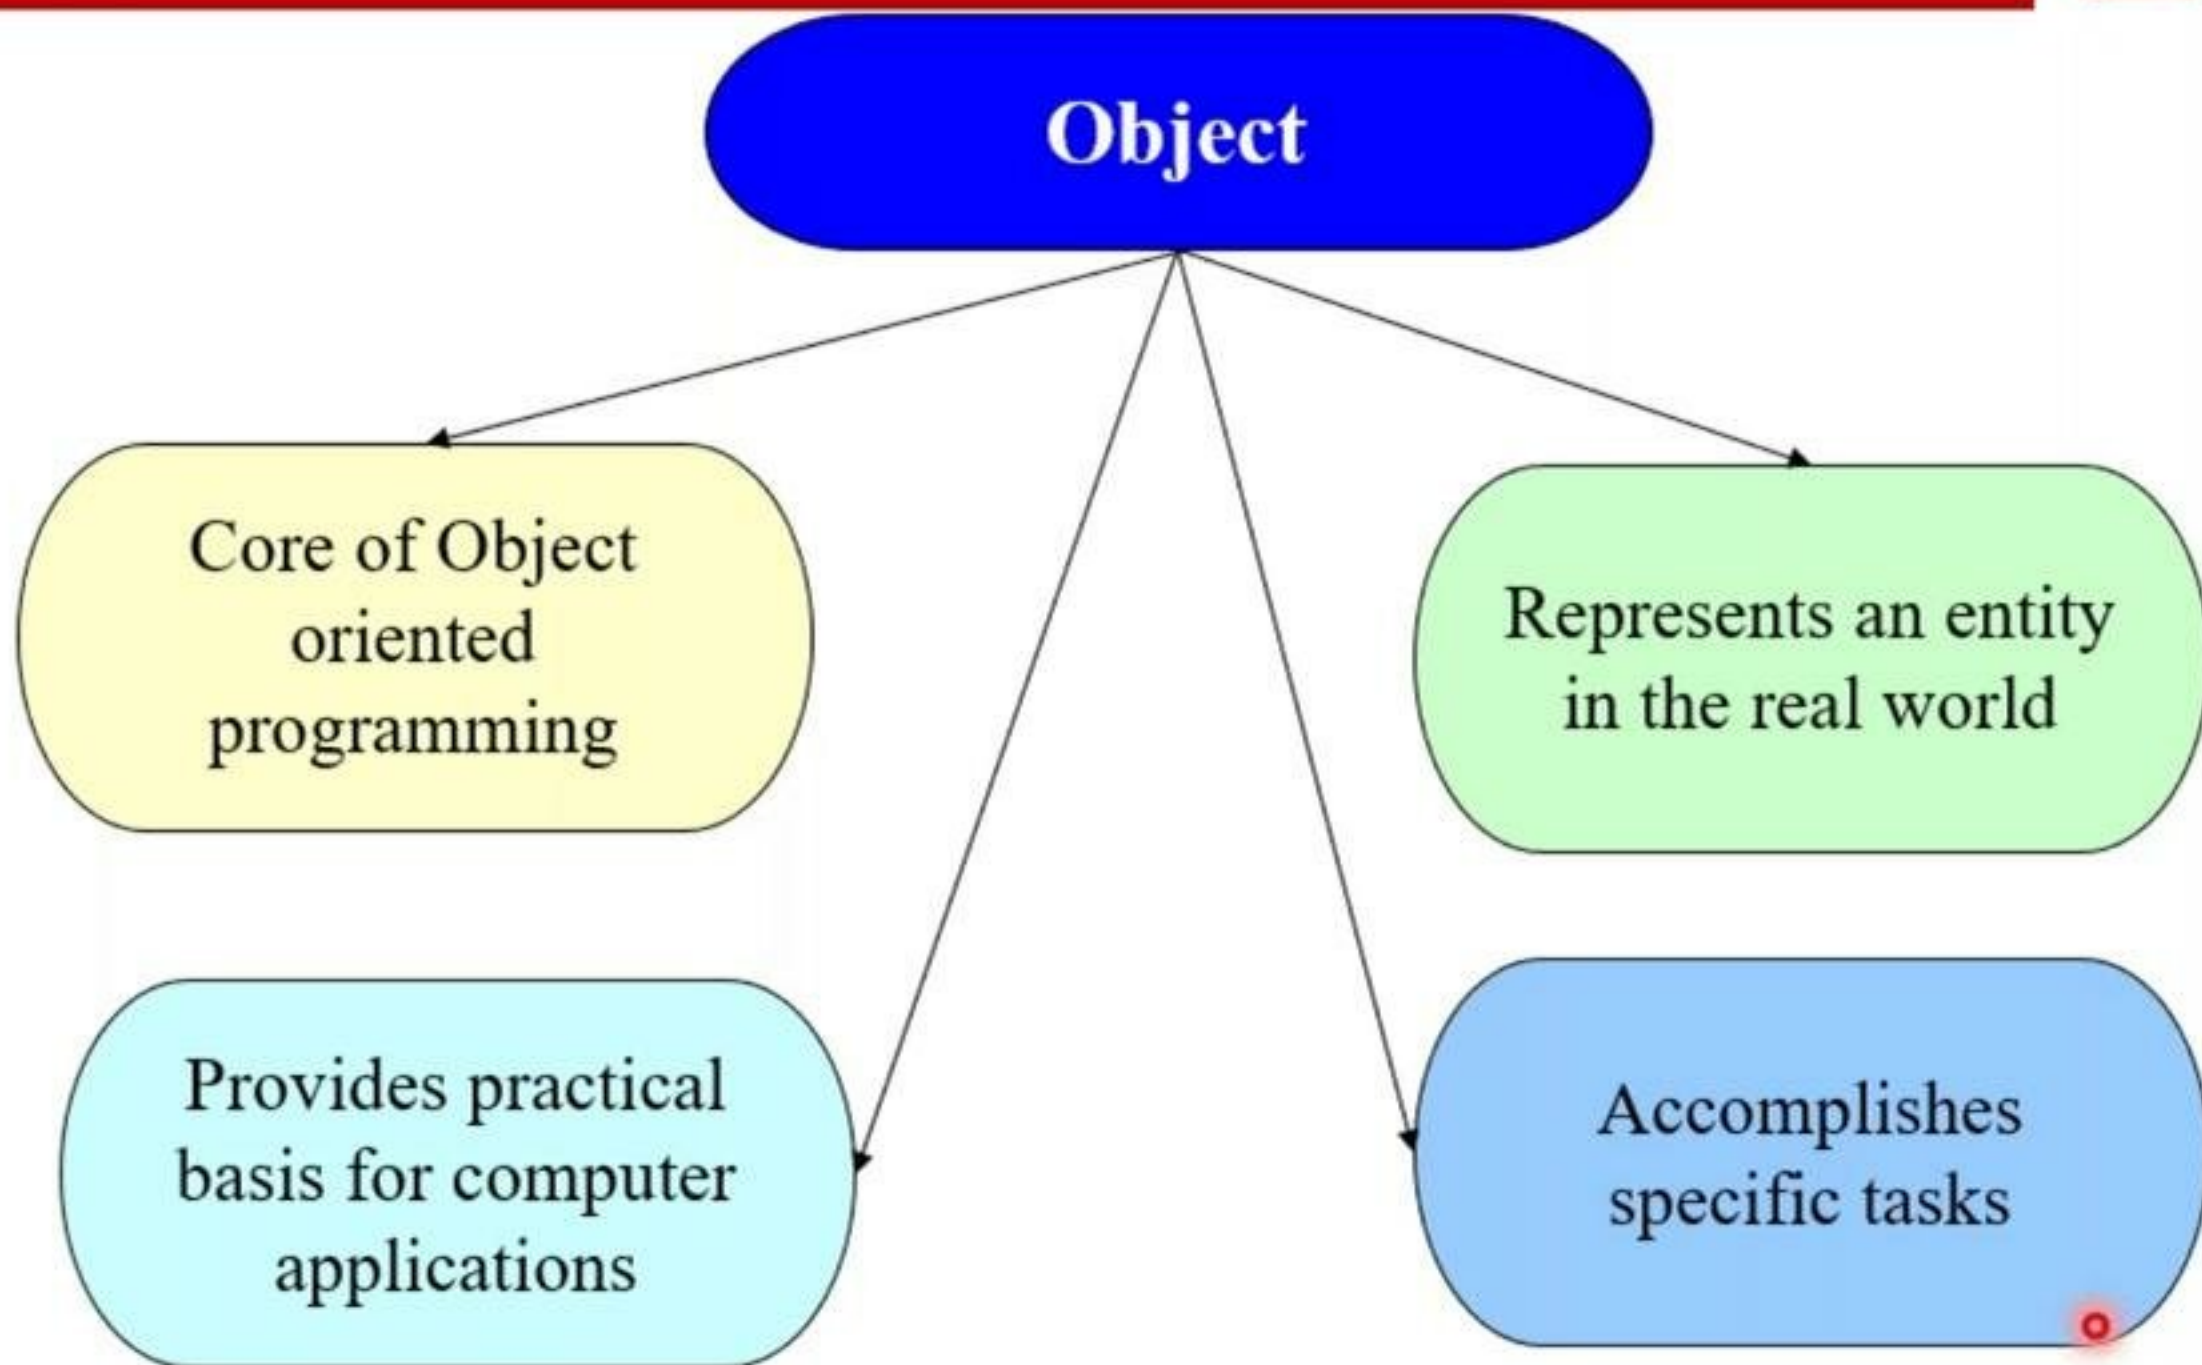 Object
Core of Object
oriented
programming
Represents an entity
in the real world
Provides practical
basis for computer
applications
Accomplishes
specific tasks